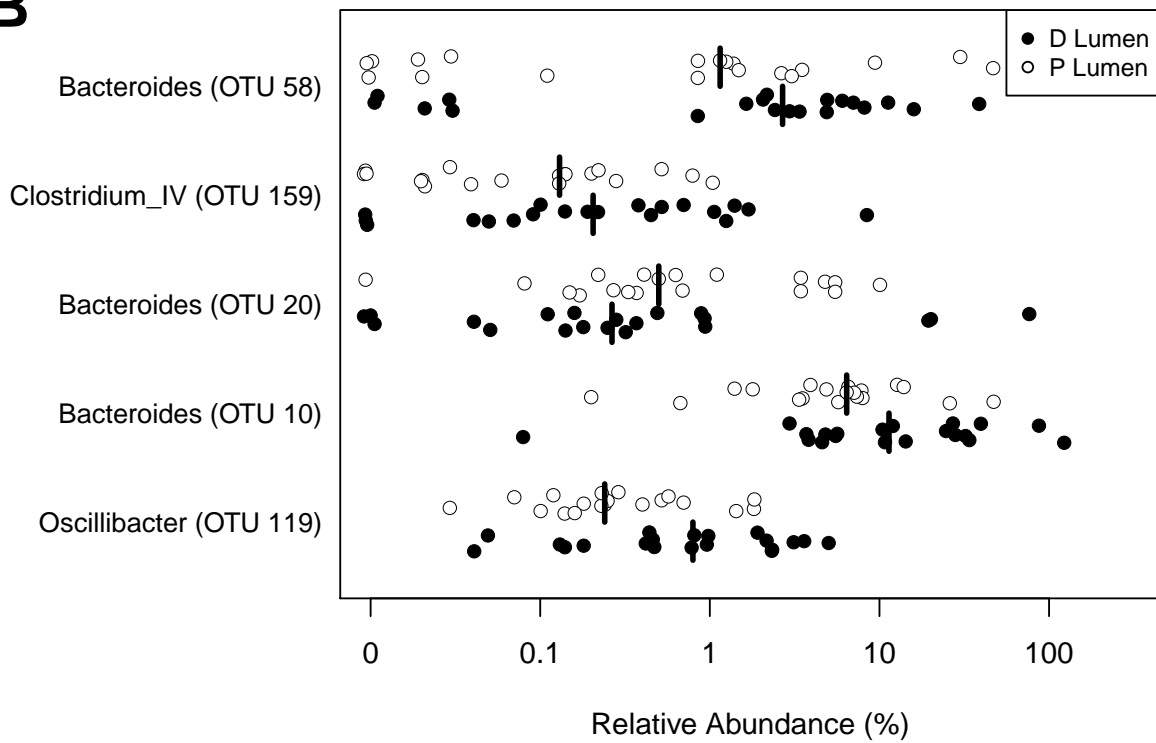 B
D Lumen
P Lumen
Bacteroides (OTU 58)
Clostridium_IV (OTU 159)
Bacteroides (OTU 20)
Bacteroides (OTU 10)
Oscillibacter (OTU 119)
0 0.1 1 10 100
Relative Abundance (%)